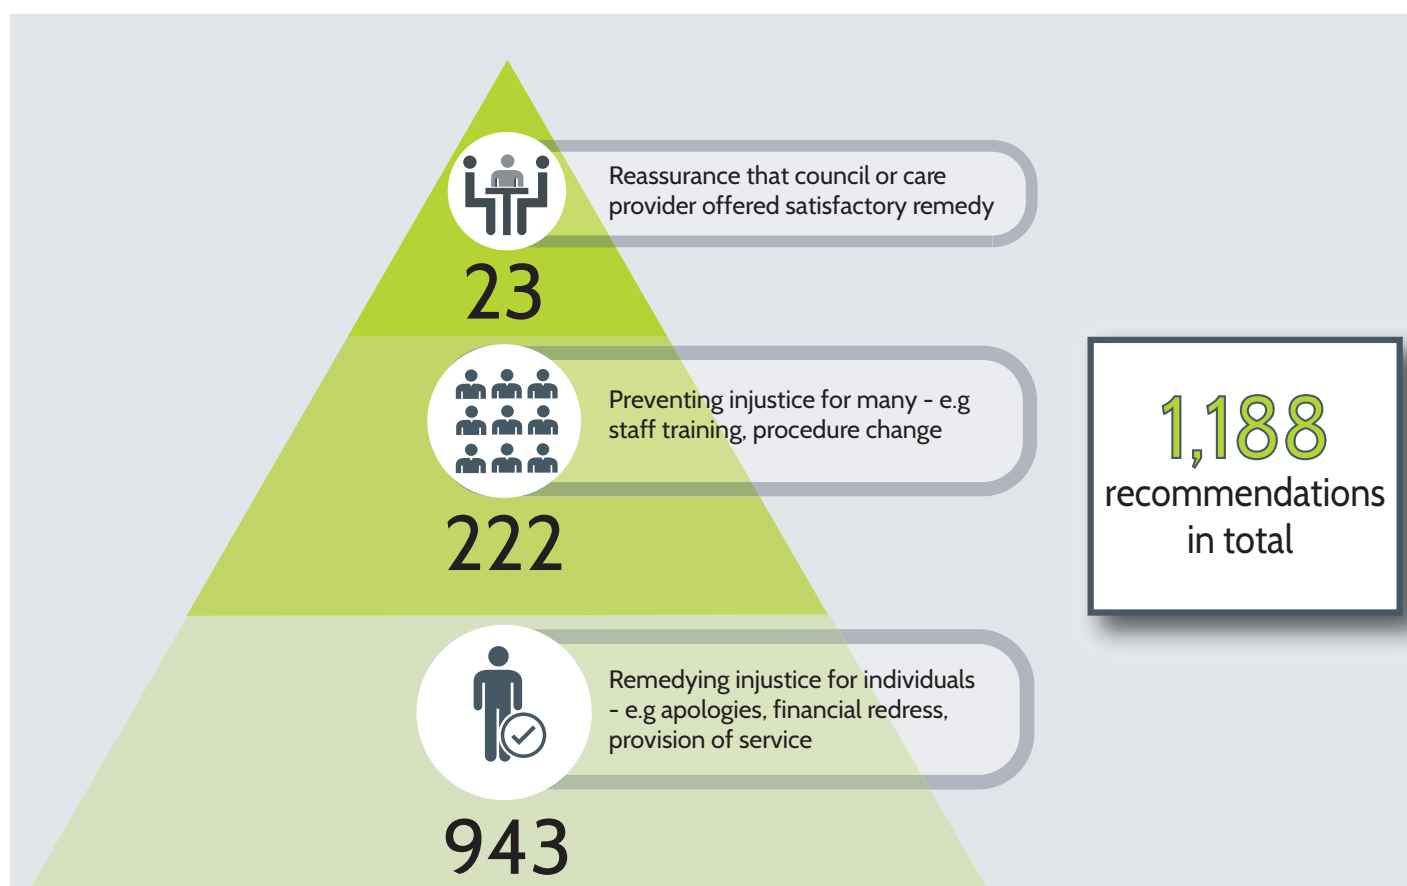 Reassurance that council or care
provider offered satisfactory remedy
23
Preventing injustice for many - e.g
staff training, procedure change
222
Remedying injustice for individuals
- e.g apologies, financial redress,
provision of service
943
1,188
recommendations
in total